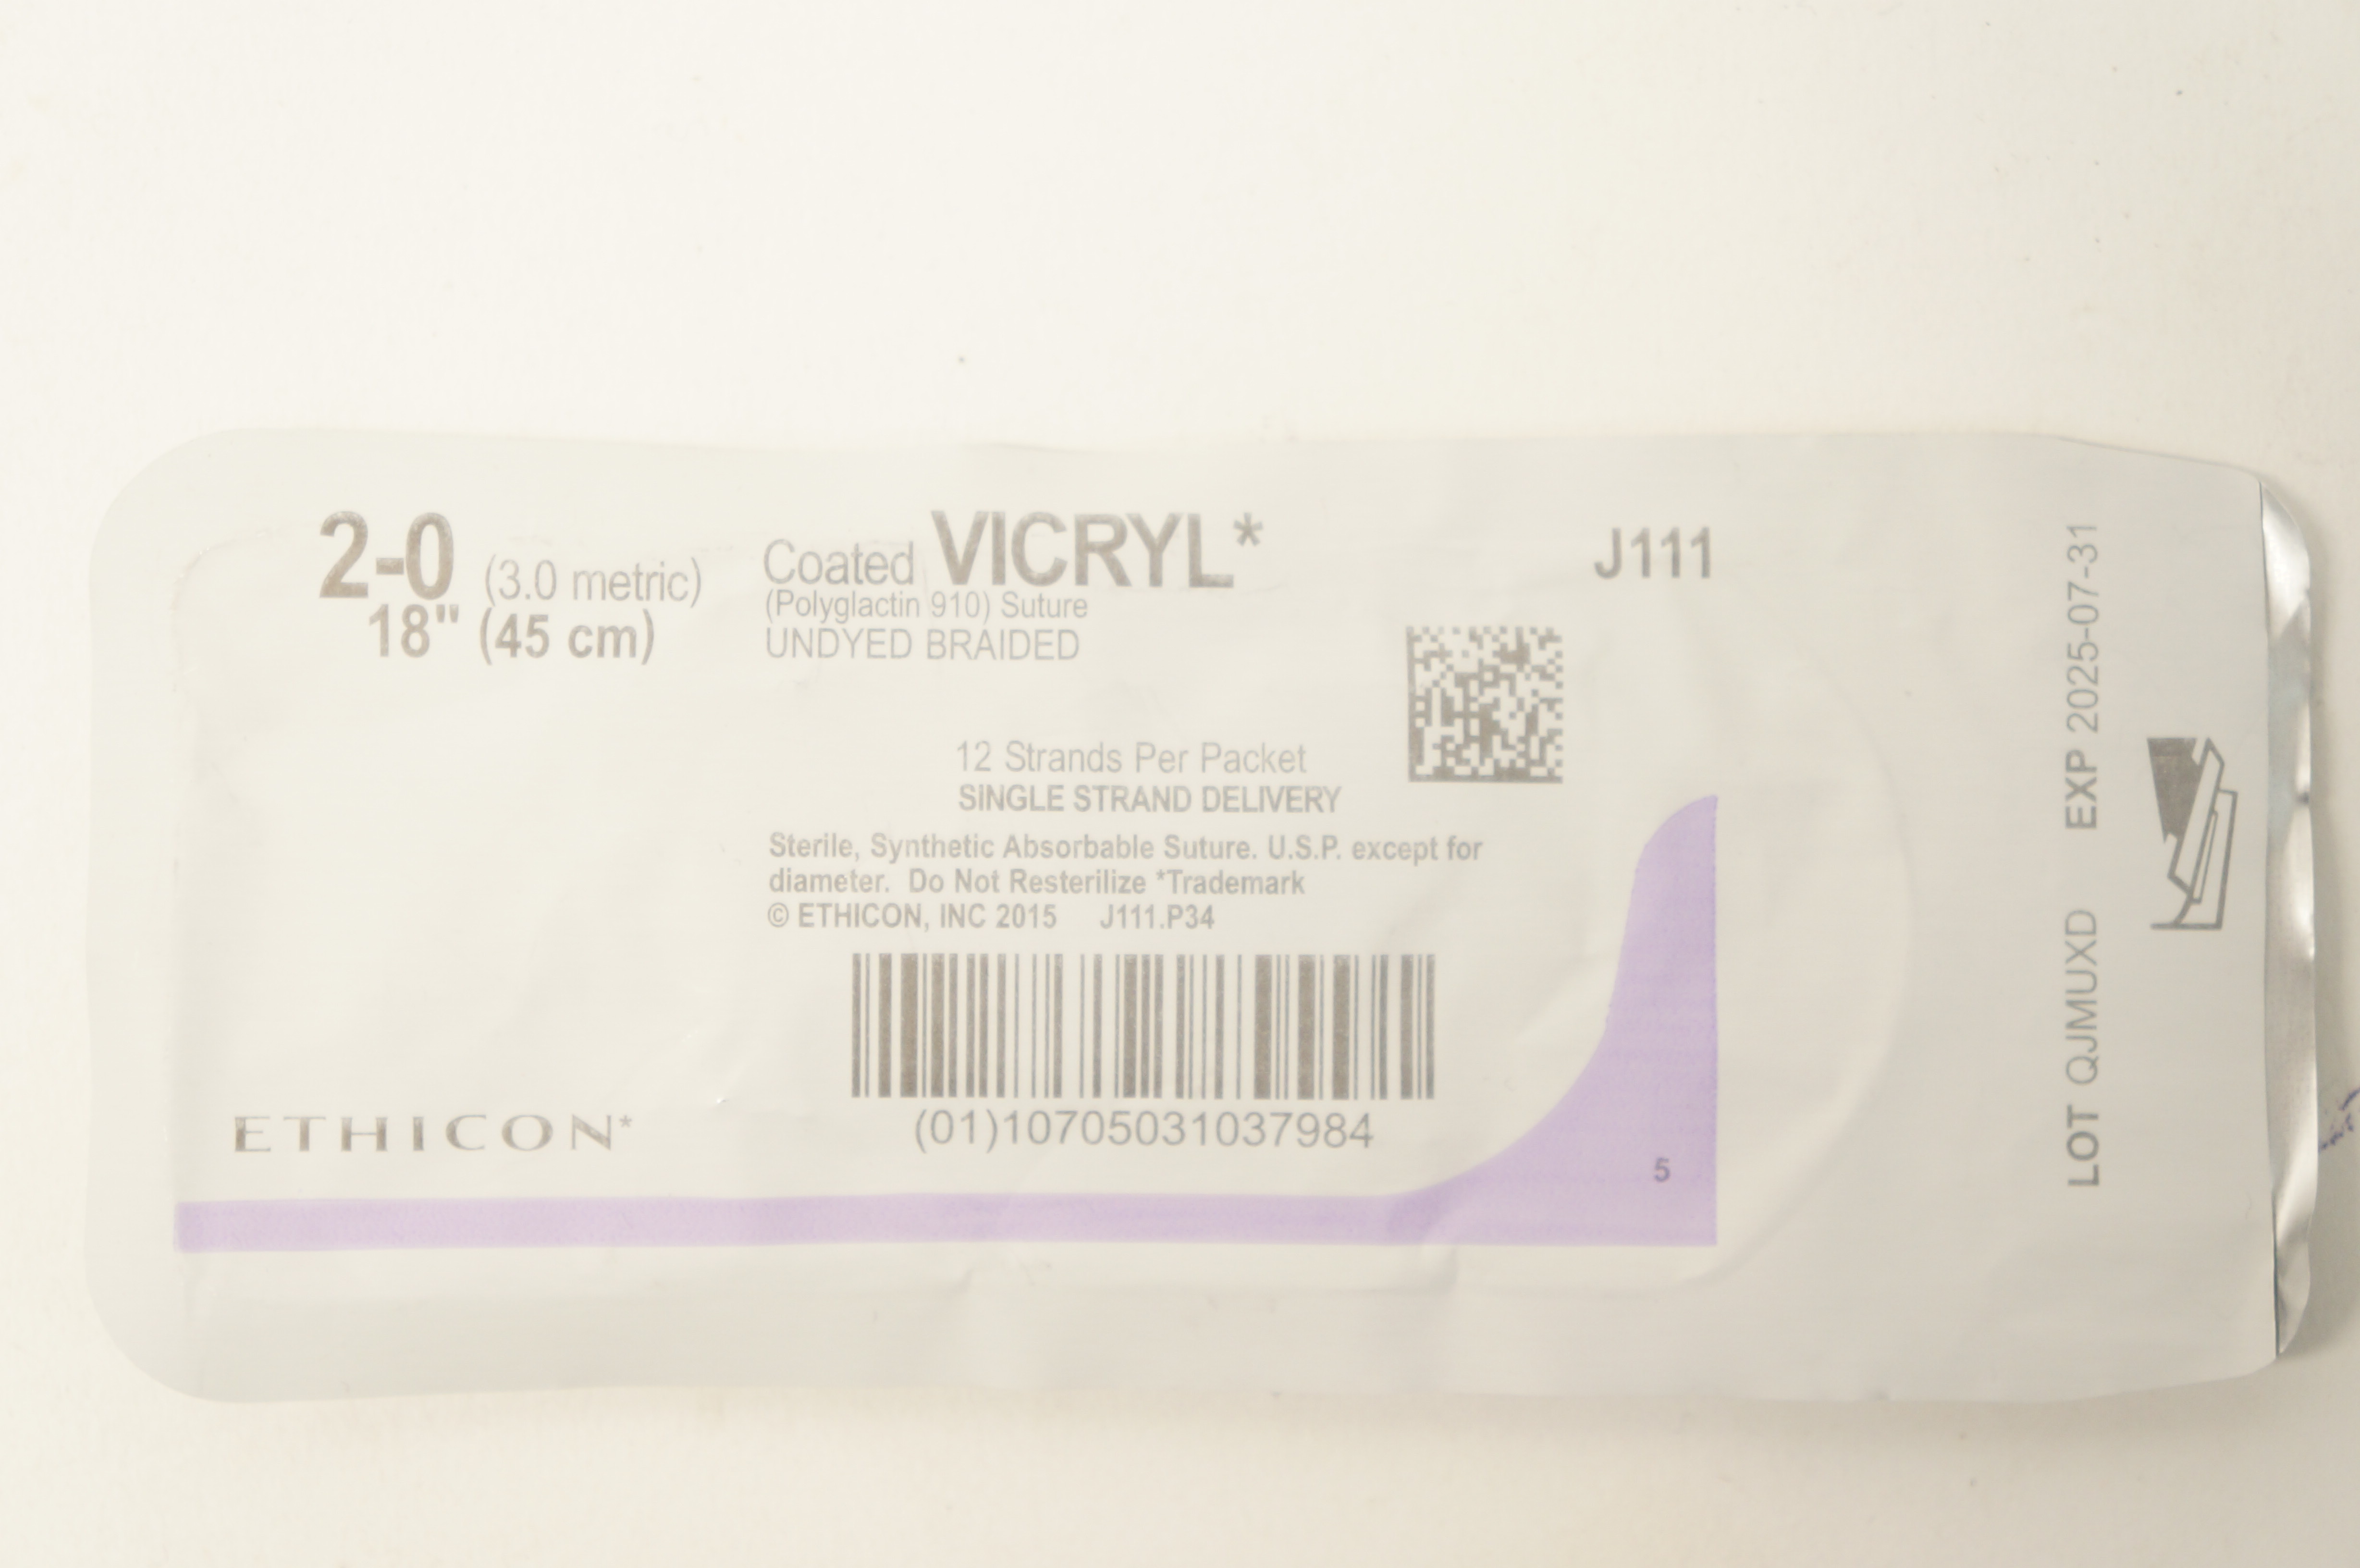 2-0 (3.0 metric)
18" (45 cm)
Coated VICRYL*
(Polyglactin 910) Suture
UNDYED BRAIDED
J111
12 Strands Per Packet
SINGLE STRAND DELIVERY
Sterile, Synthetic Absorbable Suture. U.S.P. except for
diameter. Do Not Resterilize *Trademark
© ETHICON, INC 2015 J111.P34
(01)10705031037984
ETHICON*
5
LOT QJMUXD EXP 2025-07-31